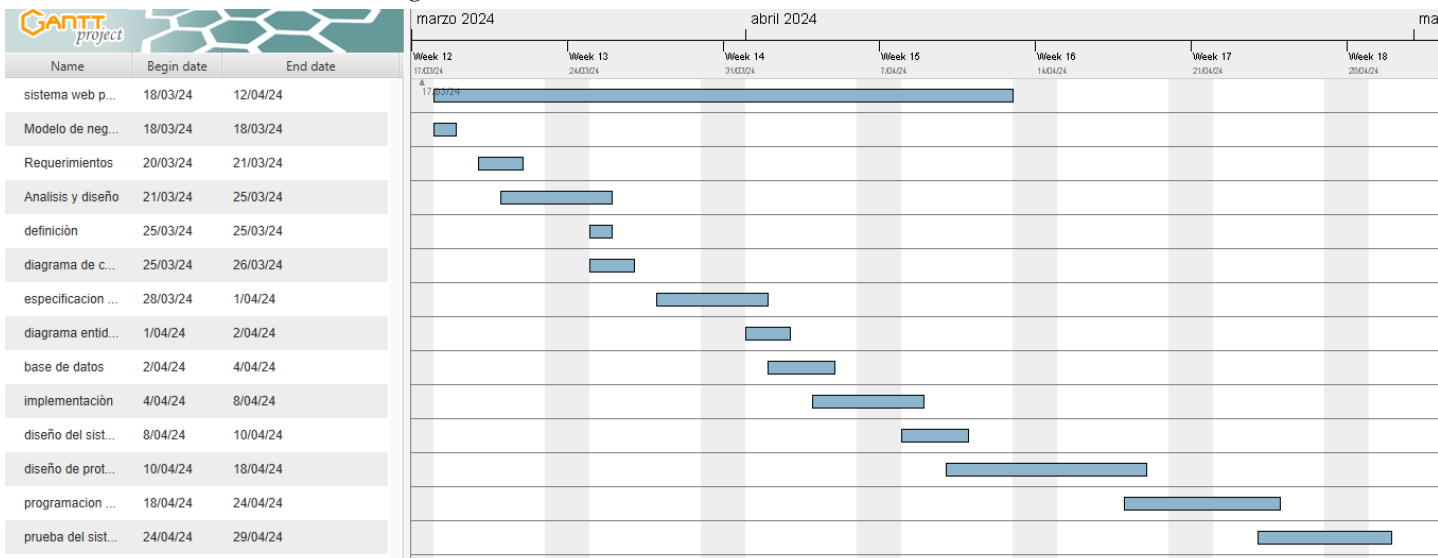 GANTT project
marzo 2024 abril 2024 ma
Week 12 Week 13 Week 14 Week 15 Week 16 Week 17 Week 18
17/03/24 24/03/24 31/03/24 7/04/24 14/04/24 21/04/24 28/04/24
Name Begin date End date
17/03/24
sistema web p... 18/03/24 12/04/24
Modelo de neg... 18/03/24 18/03/24
Requerimientos 20/03/24 21/03/24
Analisis y diseño 21/03/24 25/03/24
definiciòn 25/03/24 25/03/24
diagrama de c... 25/03/24 26/03/24
especificacion ... 28/03/24 1/04/24
diagrama entid... 1/04/24 2/04/24
base de datos 2/04/24 4/04/24
implementaciòn 4/04/24 8/04/24
diseño del sist... 8/04/24 10/04/24
diseño de prot... 10/04/24 18/04/24
programacion ... 18/04/24 24/04/24
prueba del sist... 24/04/24 29/04/24